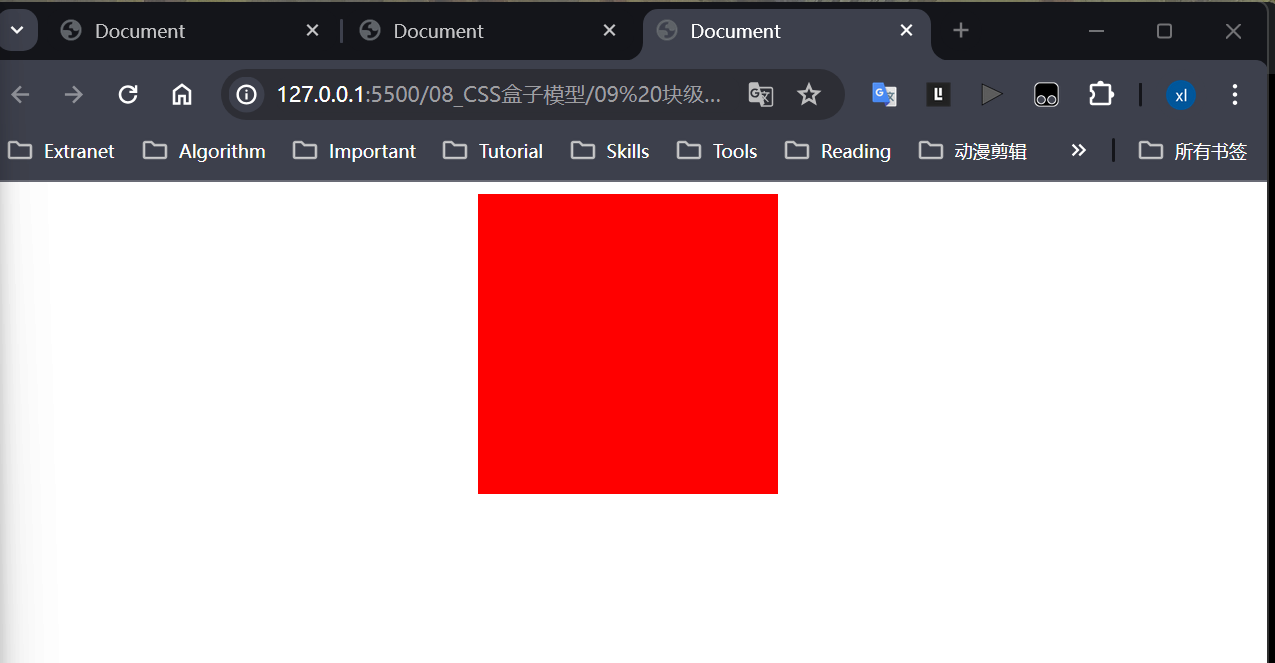 Document Document Document
127.0.0.1:5500/08_CSS盒子模型/09%20块级... xl
Extranet Algorithm Important Tutorial Skills Tools Reading 动漫剪辑 所有书签